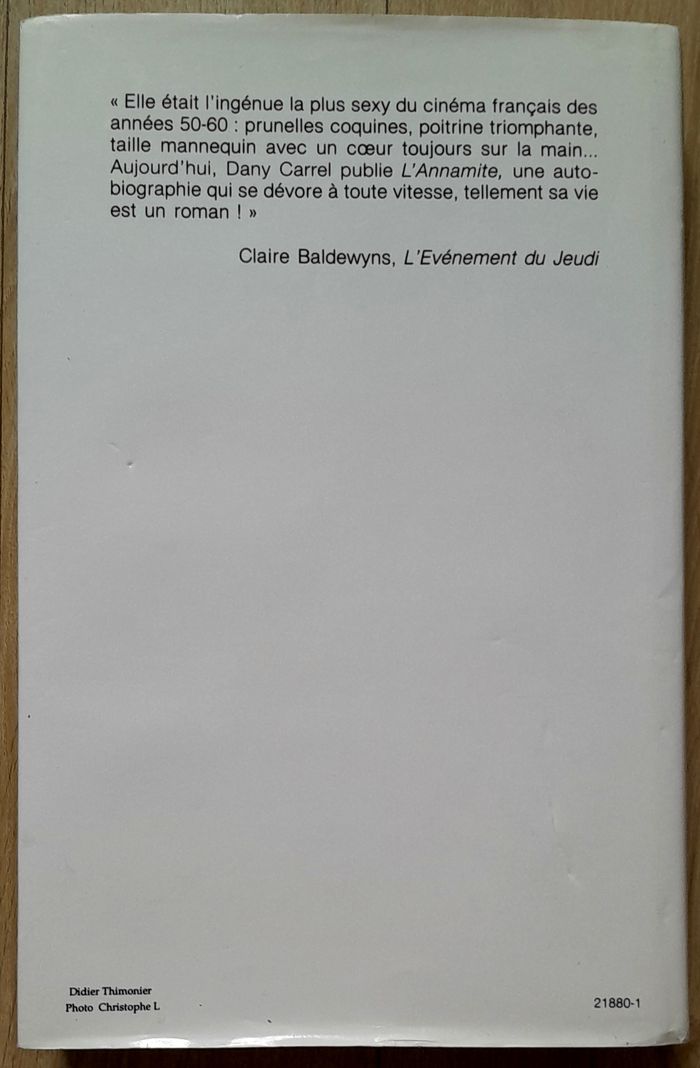 « Elle était l'ingénue la plus sexy du cinéma français des
années 50-60 : prunelles coquines, poitrine triomphante,
taille mannequin avec un cœur toujours sur la main...
Aujourd'hui, Dany Carrel publie L'Annamite, une auto-
biographie qui se dévore à toute vitesse, tellement sa vie
est un roman ! »
Claire Baldewyns, L'Evénement du Jeudi
Didier Thimonier
Photo Christophe L
21880-1